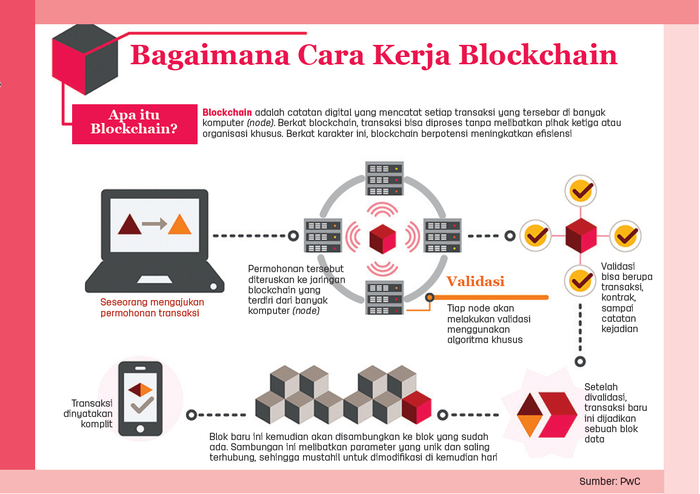 Bagaimana Cara Kerja Blockchain
Apa itu
Blockchain?
Blockchain adalah catatan digital yang mencatat setiap transaksi yang tersebar di banyak
komputer (node). Berkat blockchain, transaksi bisa diproses tanpa melibatkan pihak ketiga atau
organisasi khusus. Berkat karakter ini, blockchain berpotensi meningkatkan efisiensi
Seseorang mengajukan
permohonan transaksi
Permohonan tersebut
diteruskan ke jaringan
blockchain yang
terdiri dari banyak
komputer (node)
Validasi
Tiap node akan
melakukan validasi
menggunakan
algoritma khusus
Validasi
bisa berupa
transaksi,
kontrak,
sampai
catatan
kejadian
Setelah
divalidasi,
transaksi baru
ini dijadikan
sebuah blok
data
Blok baru ini kemudian akan disambungkan ke blok yang sudah
ada. Sambungan ini melibatkan parameter yang unik dan saling
terhubung, sehingga mustahil untuk dimodifikasi di kemudian hari
Transaksi
dinyatakan
komplit
Sumber: PwC